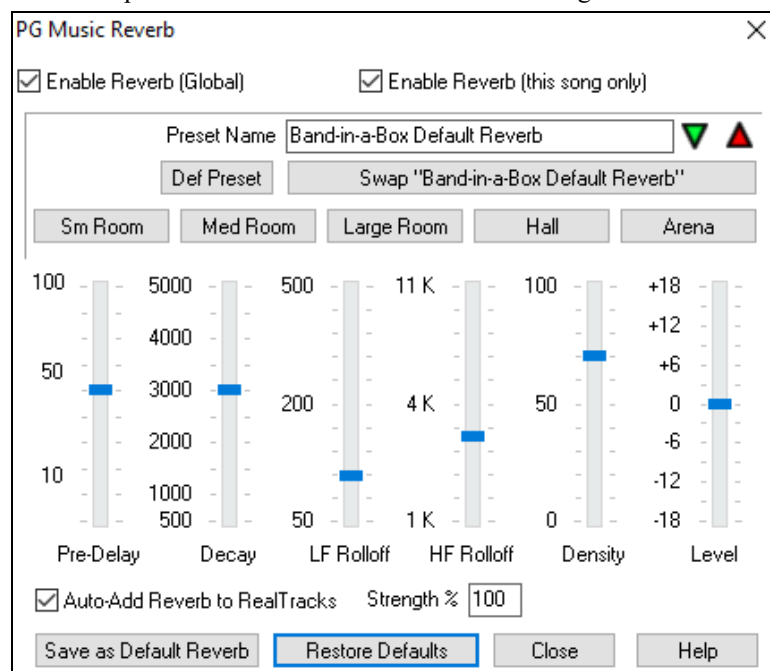 PG Music Reverb
Enable Reverb (Global) Enable Reverb (this song only)
Preset Name Band-in-a-Box Default Reverb
Def Preset Swap "Band-in-a-Box Default Reverb"
Sm Room Med Room Large Room Hall Arena
100 5000 500 11 K 100 +18
4000 +12
50 +6
3000 200 4 K 50 0
2000 -6
10 -12
1000
500 50 1 K 0 -18
Pre-Delay Decay LF Rolloff HF Rolloff Density Level
Auto-Add Reverb to RealTracks Strength % 100
Save as Default Reverb Restore Defaults Close Help